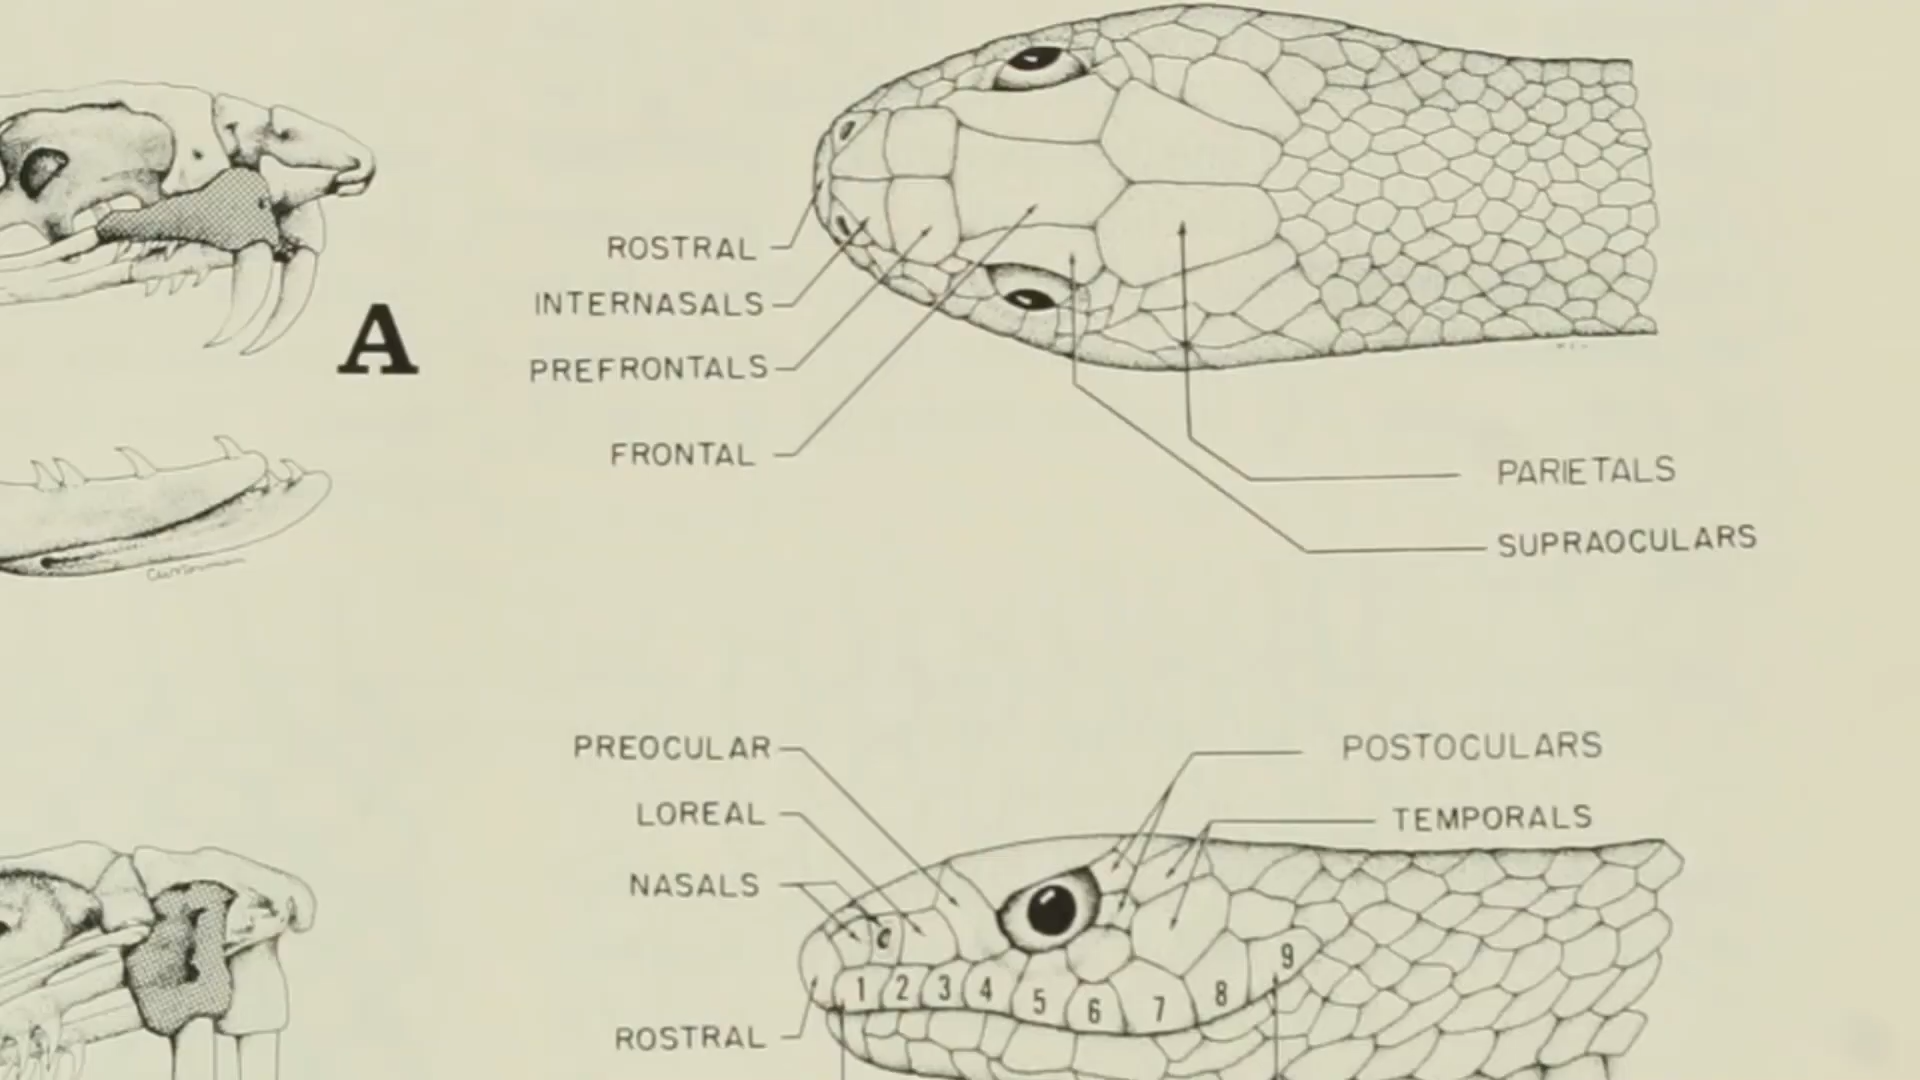 A
ROSTRAL
INTERNASALS
PREFRONTALS
FRONTAL
PARIETALS
SUPRAOCULARS
PREOCULAR
LOREAL
NASALS
ROSTRAL
POSTOCULARS
TEMPORALS
1 2 3 4 5 6 7 8 9